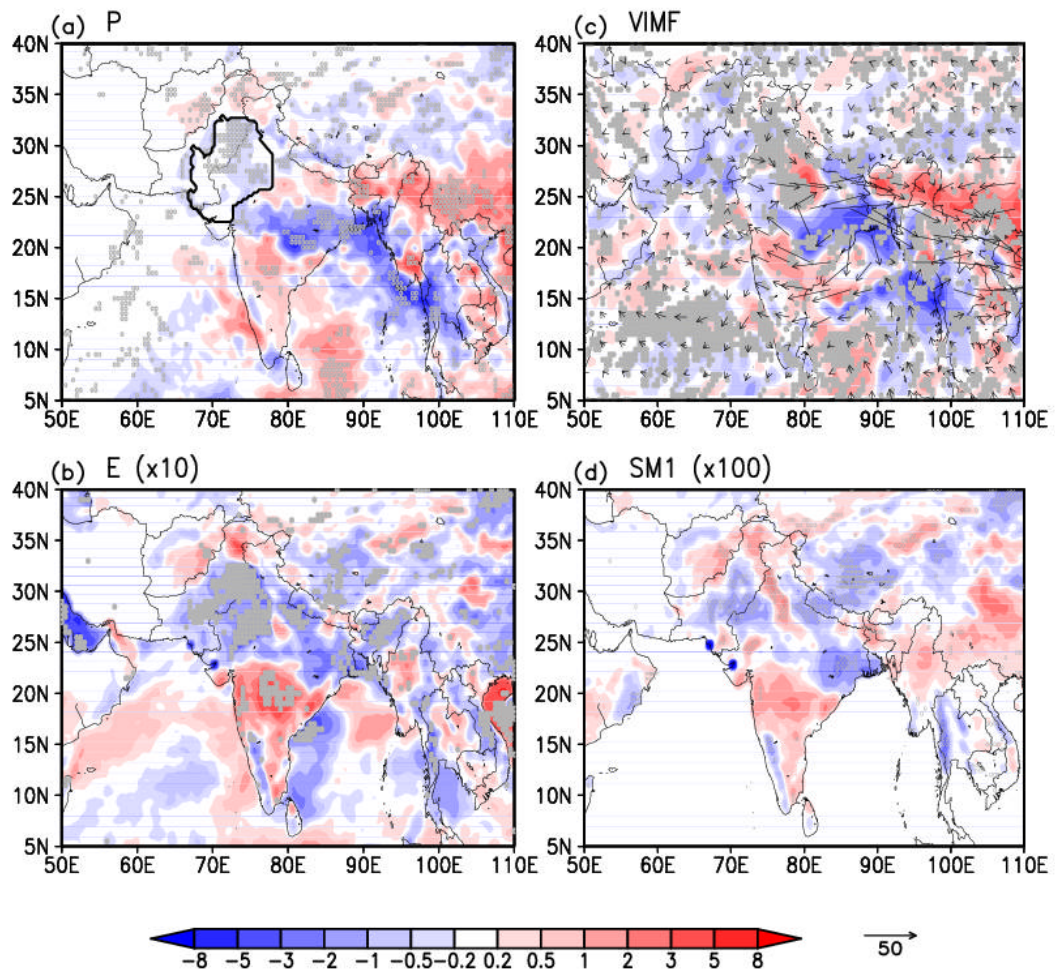 (a) P
40N
35N
30N
25N
20N
15N
10N
5N
50E 60E 70E 80E 90E 100E 110E
(c) VIMF
40N
35N
30N
25N
20N
15N
10N
5N
50E 60E 70E 80E 90E 100E 110E
(b) E (x10)
40N
35N
30N
25N
20N
15N
10N
5N
50E 60E 70E 80E 90E 100E 110E
(d) SM1 (x100)
40N
35N
30N
25N
20N
15N
10N
5N
50E 60E 70E 80E 90E 100E 110E
-8 -5 -3 -2 -1 -0.5 -0.2 0.2 0.5 1 2 3 5 8
50